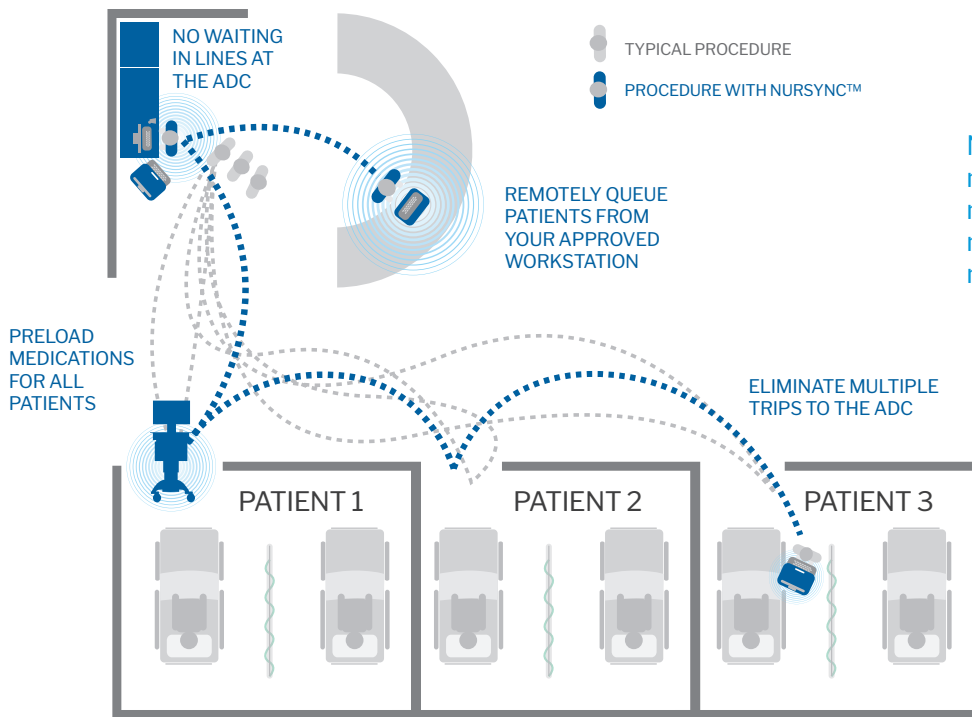 NO WAITING
IN LINES AT
THE ADC
TYPICAL PROCEDURE
PROCEDURE WITH NURSYNC™
REMOTELY QUEUE
PATIENTS FROM
YOUR APPROVED
WORKSTATION
PRELOAD
MEDICATIONS
FOR ALL
PATIENTS
ELIMINATE MULTIPLE
TRIPS TO THE ADC
PATIENT 1
PATIENT 2
PATIENT 3